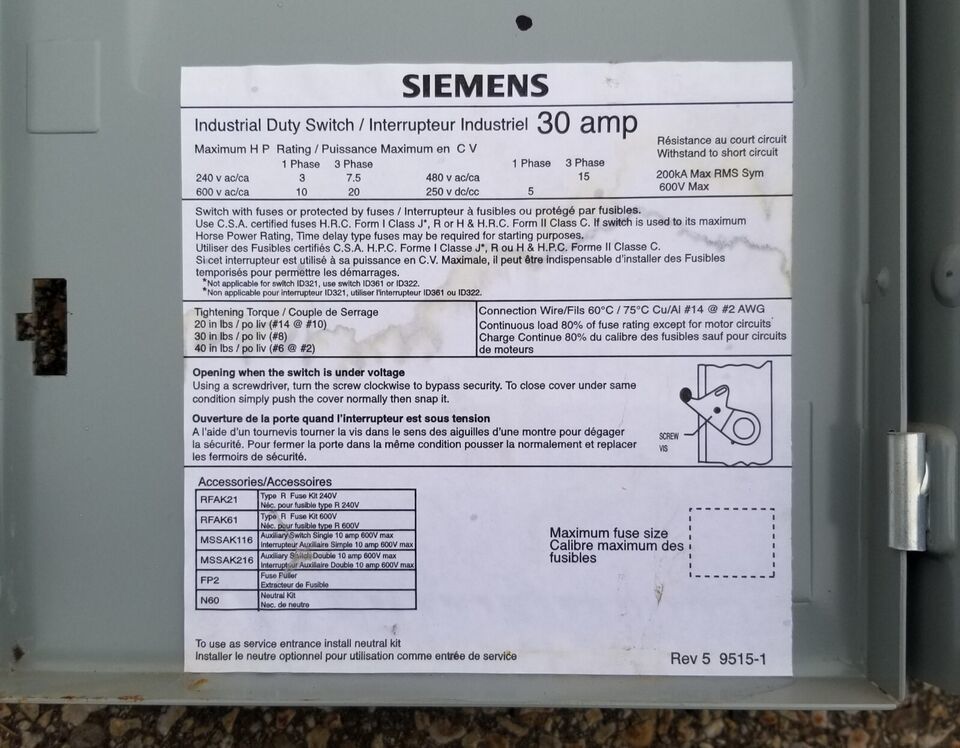 SIEMENS
Industrial Duty Switch / Interrupteur Industriel 30 amp
Maximum H P Rating / Puissance Maximum en C V
Résistance au court circuit
Withstand to short circuit
1 Phase 3 Phase 1 Phase 3 Phase
240 v ac/ca 3 7.5 480 v ac/ca 15
200kA Max RMS Sym
600 v ac/ca 10 20 250 v dc/cc 5
600V Max
Switch with fuses or protected by fuses / Interrupteur à fusibles ou protégé par fusibles.
Use C.S.A. certified fuses H.R.C. Form I Class J*, R or H & H.R.C. Form II Class C. If switch is used to its maximum
Horse Power Rating, Time delay type fuses may be required for starting purposes.
Utiliser des Fusibles certifiés C.S.A. H.P.C. Forme I Classe J*, R ou H & H.P.C. Forme II Classe C.
Si cet interrupteur est utilisé à sa puissance en C.V. Maximale, il peut être indispensable d'installer des Fusibles
temporisés pour permettre les démarrages.
*Not applicable for switch ID321, use switch ID361 or ID322.
*Non applicable pour interrupteur ID321, utiliser l'interrupteur ID361 ou ID322.
Tightening Torque / Couple de Serrage
20 in lbs / po liv (#14 @ #10)
30 in lbs / po liv (#8)
40 in lbs / po liv (#6 @ #2)
Connection Wire/Fils 60°C / 75°C Cu/Al #14 @ #2 AWG
Continuous load 80% of fuse rating except for motor circuits
Charge Continue 80% du calibre des fusibles sauf pour circuits
de moteurs
Opening when the switch is under voltage
Using a screwdriver, turn the screw clockwise to bypass security. To close cover under same
condition simply push the cover normally then snap it.
Ouverture de la porte quand l'interrupteur est sous tension
A l'aide d'un tournevis tourner la vis dans le sens des aiguilles d'une montre pour dégager
la sécurité. Pour fermer la porte dans la même condition pousser la normalement et replacer
les fermoirs de sécurité.
SCREW
VIS
Accessories/Accessoires
RFAK21 Type R Fuse Kit 240V
Néc. pour fusible type R 240V
RFAK61 Type R Fuse Kit 600V
Néc. pour fusible type R 600V
MSSAK116 Auxiliary Switch Single 10 amp 600V max
Interrupteur Auxiliaire Simple 10 amp 600V max
MSSAK216 Auxiliary Switch Double 10 amp 600V max
Interrupteur Auxiliaire Double 10 amp 600V max
FP2 Fuse Puller
Extracteur de Fusible
N60 Neutral Kit
Nec. de neutre
Maximum fuse size
Calibre maximum des
fusibles
To use as service entrance install neutral kit
Installer le neutre optionnel pour utilisation comme entrée de service
Rev 5 9515-1